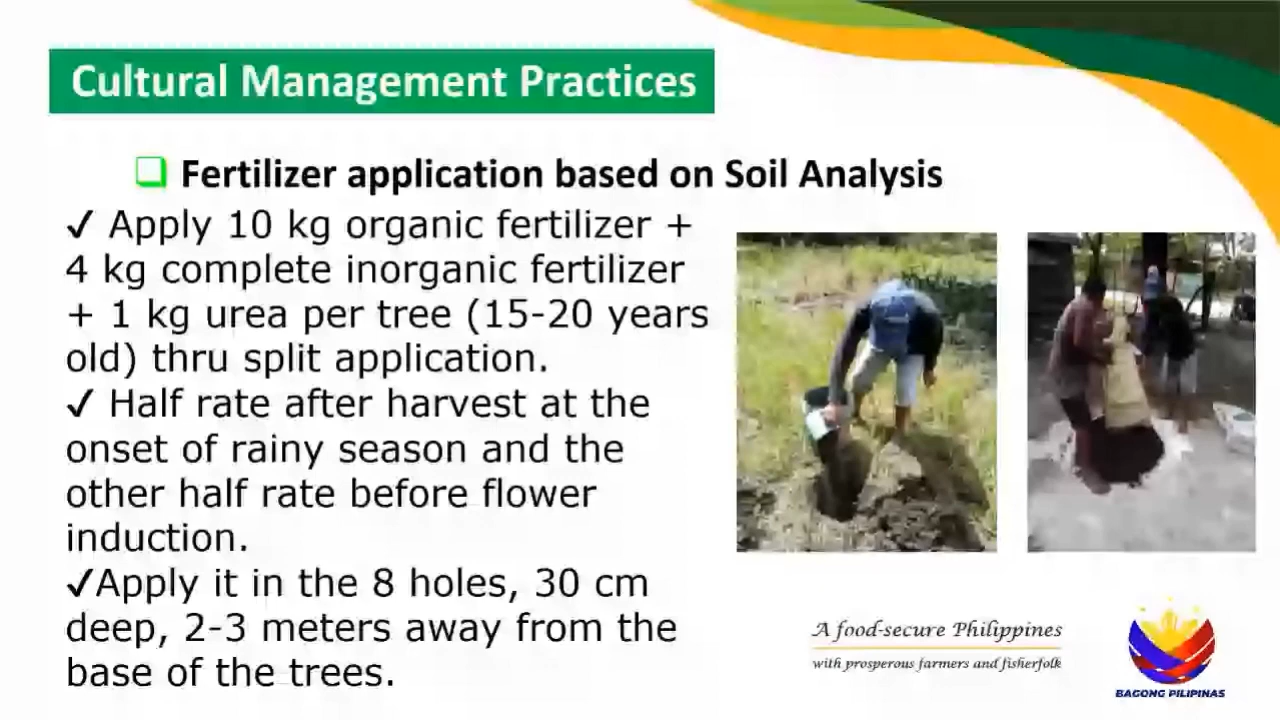 Cultural Management Practices
❑ Fertilizer application based on Soil Analysis
✓ Apply 10 kg organic fertilizer +
4 kg complete inorganic fertilizer
+ 1 kg urea per tree (15-20 years
old) thru split application.
✓ Half rate after harvest at the
onset of rainy season and the
other half rate before flower
induction.
✓Apply it in the 8 holes, 30 cm
deep, 2-3 meters away from the
base of the trees.
A food-secure Philippines
with prosperous farmers and fisherfolk
BAGONG PILIPINAS